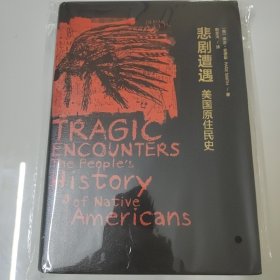 悲剧遭遇
美国原住民史
TRAGIC
ENCOUNTERS
The People's
History
of Native
Americans